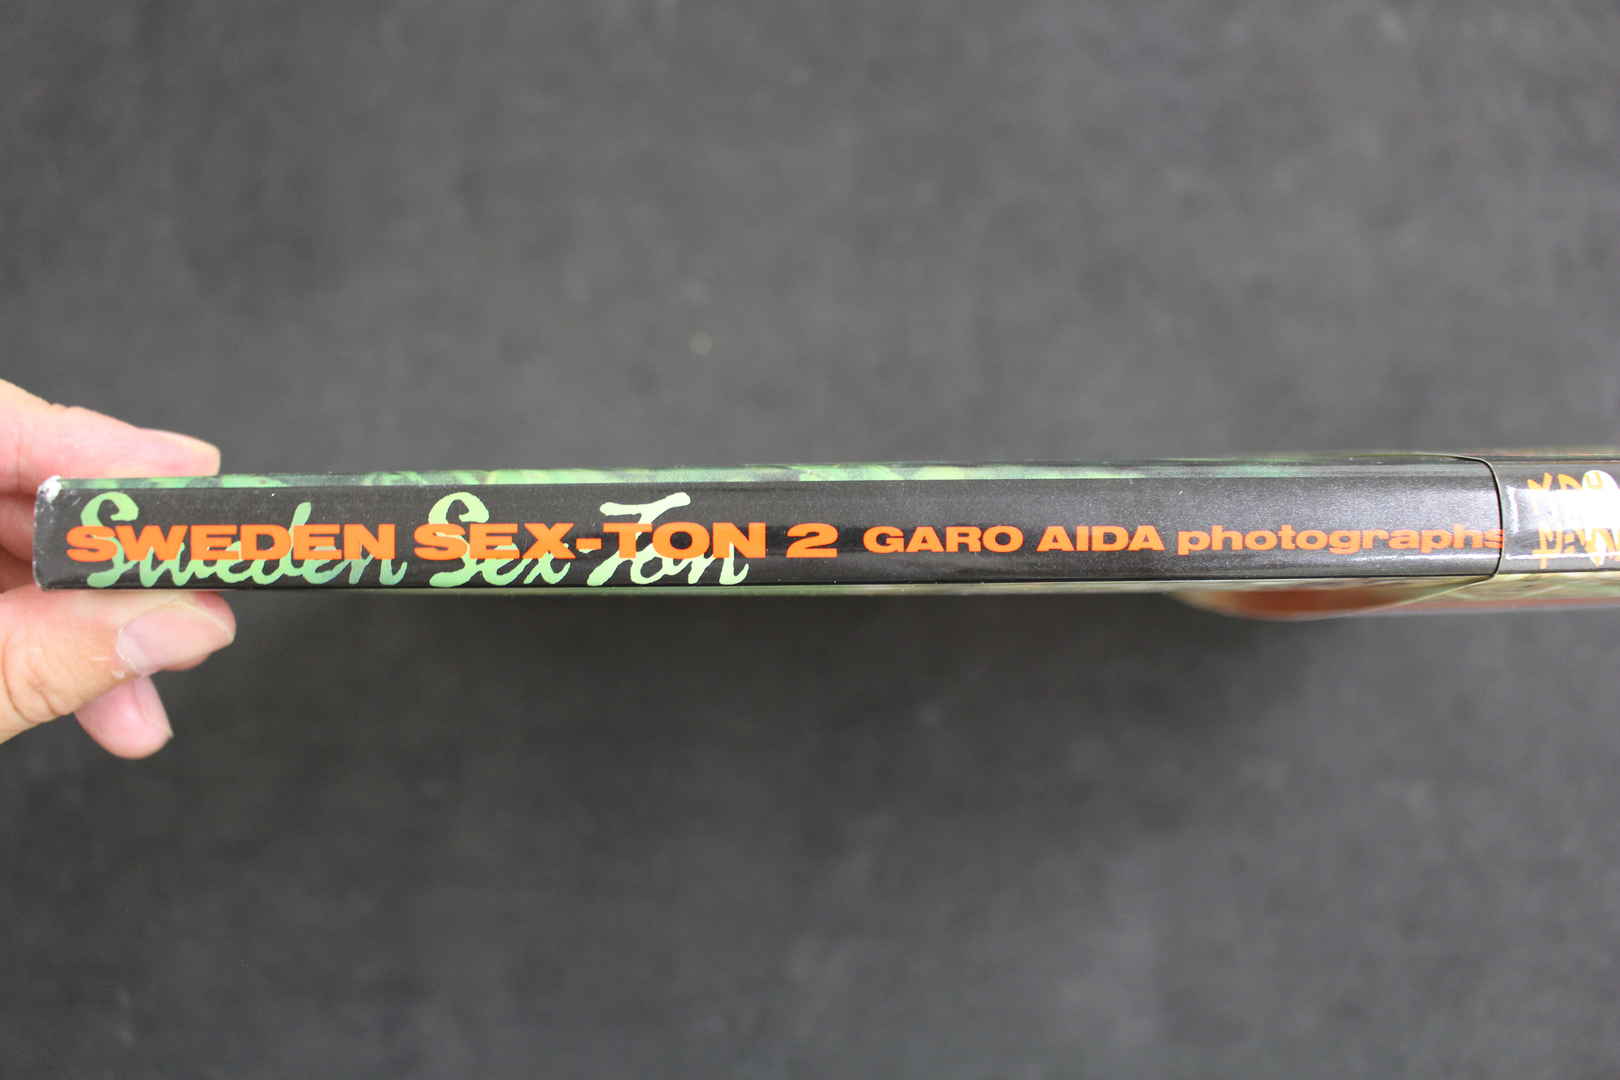 SWEDEN SEX-TON 2 GARO AIDA photographs
Sweden Sex-Ton